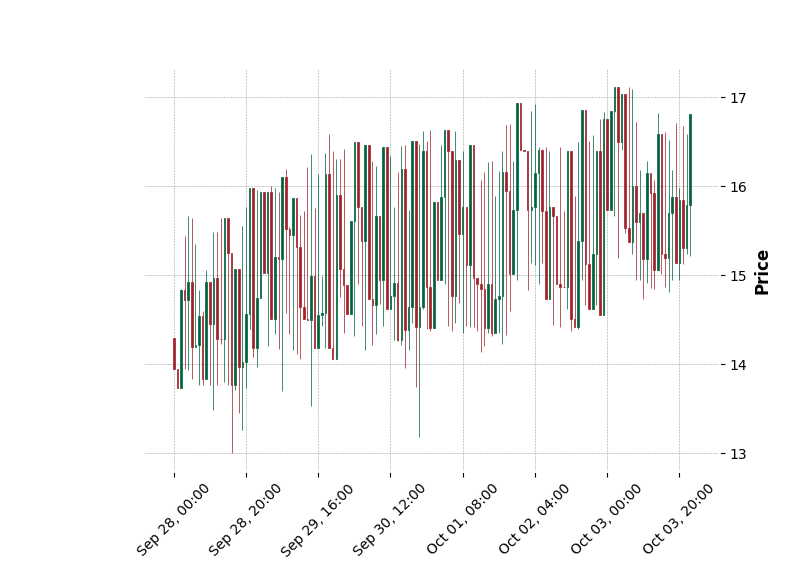 17
16
15
14
13
Price
Sep 28, 00:00
Sep 28, 20:00
Sep 29, 16:00
Sep 30, 12:00
Oct 01, 08:00
Oct 02, 04:00
Oct 03, 00:00
Oct 03, 20:00